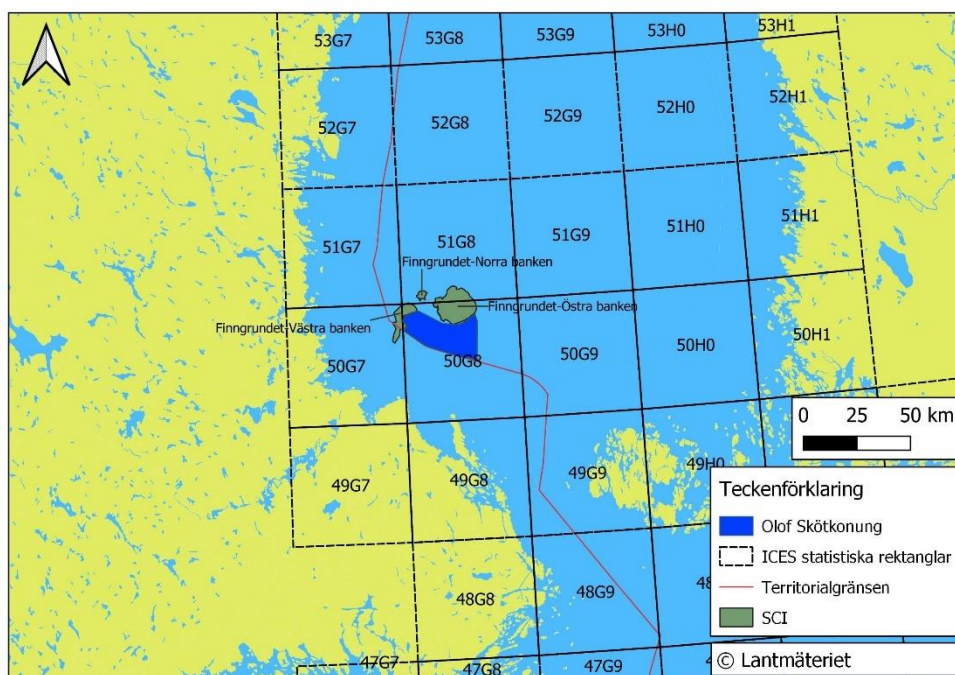 53G7
53G8
53G9
53H0
53H1
52G7
52G8
52G9
52H0
52H1
51G7
51G8
51G9
51H0
51H1
Finngrundet-Norra banken
Finngrundet-Västra banken
Finngrundet-Östra banken
50G7
50G8
50G9
50H0
50H1
0 25 50 km
49G7
49G8
49G9
49H0
Teckenförklaring
Olof Skötkonung
ICES statistiska rektanglar
Territorialgränsen
SCI
48G8
48G9
48
47G7
47G8
47G9
© Lantmäteriet